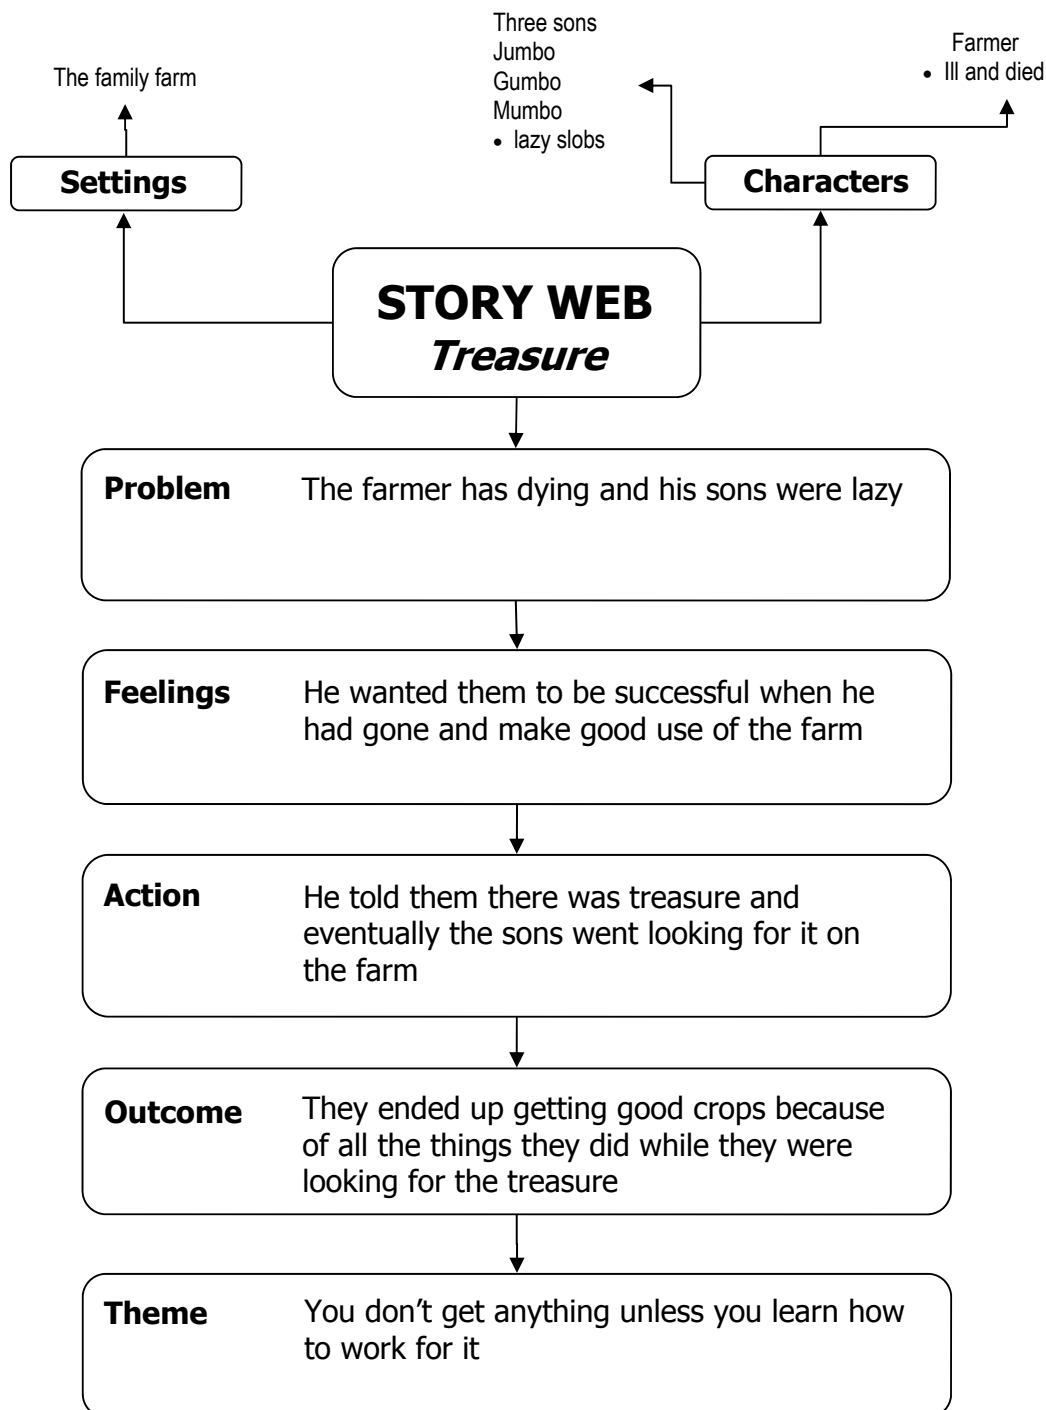 Three sons
Jumbo
Gumbo
Mumbo
• lazy slobs
Farmer
• Ill and died
The family farm
Settings
Characters
STORY WEB
Treasure
Problem The farmer has dying and his sons were lazy
Feelings He wanted them to be successful when he
had gone and make good use of the farm
Action He told them there was treasure and
eventually the sons went looking for it on
the farm
Outcome They ended up getting good crops because
of all the things they did while they were
looking for the treasure
Theme You don’t get anything unless you learn how
to work for it